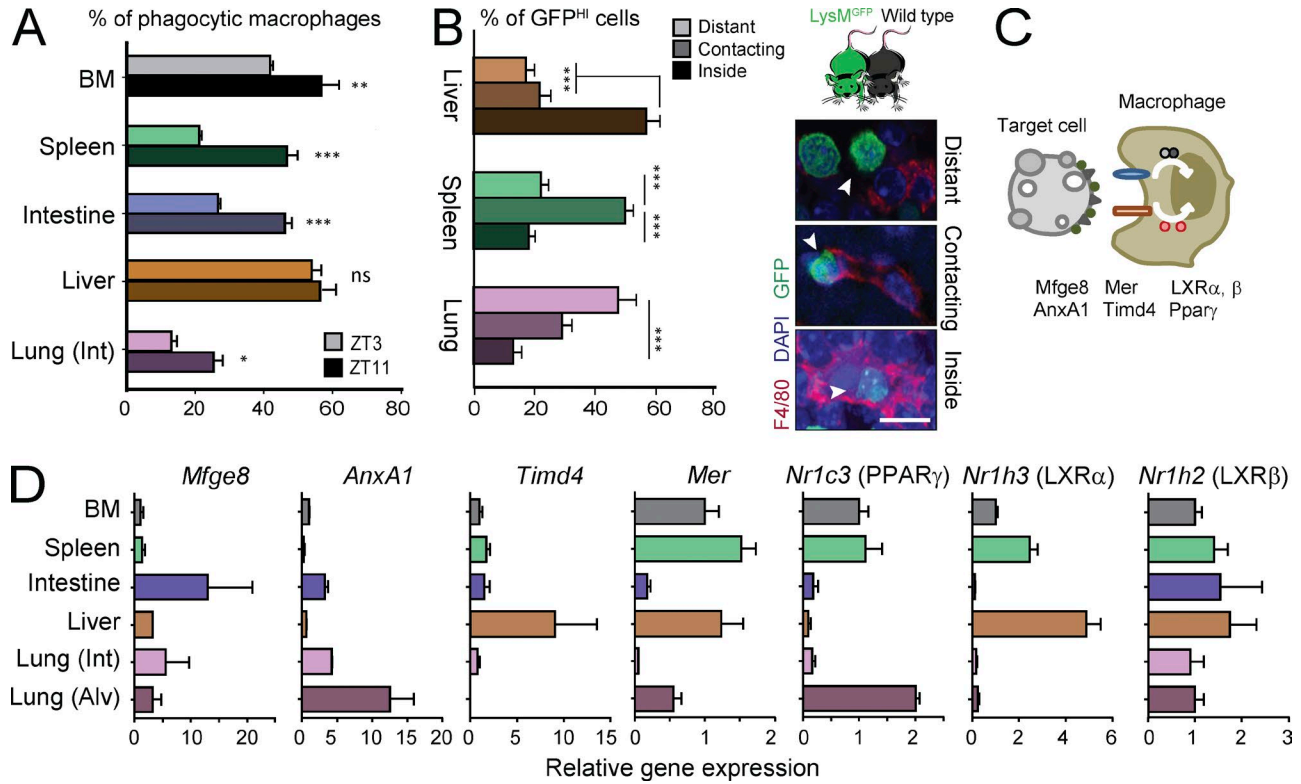 A
% of phagocytic macrophages
BM
**
Spleen
***
Intestine
***
Liver
ns
Lung (Int)
*
ZT3
ZT11
0 20 40 60 80
B
% of GFPᴴᴵ cells
Distant
Contacting
Inside
Liver
***
Spleen
***
***
Lung
***
0 20 40 60 80
LysMᴳᶠᴾ Wild type
Distant
Contacting
Inside
F4/80 DAPI GFP
C
Macrophage
Target cell
Mfge8 Mer LXRα, β
AnxA1 Timd4 Pparγ
D
Mfge8 AnxA1 Timd4 Mer Nr1c3 (PPARγ) Nr1h3 (LXRα) Nr1h2 (LXRβ)
BM
Spleen
Intestine
Liver
Lung (Int)
Lung (Alv)
0 5 10 15 20 25
0 5 10 15 20
0 5 10 15
0 1 2
0 1 2
0 2 4 6
0 1 2 3
Relative gene expression